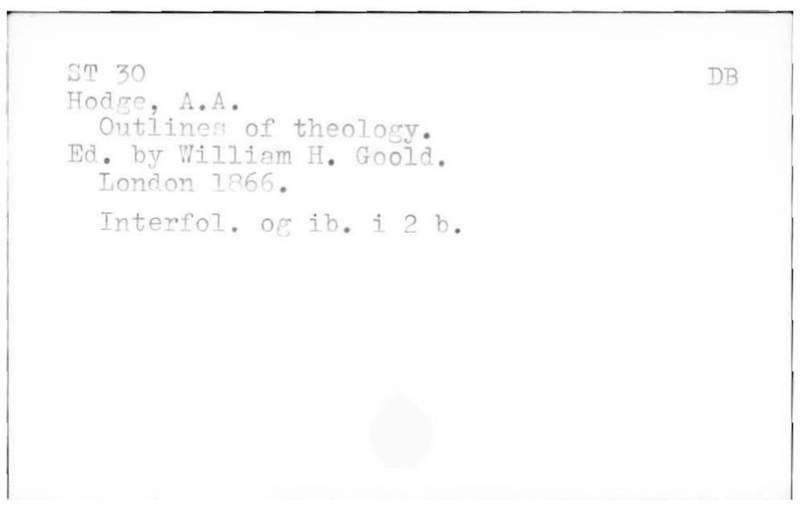 ST 30 DB
Hodge, A.A.
Outlines of theology.
Ed. by William H. Goold.
London 1866.
Interfol. og ib. i 2 b.